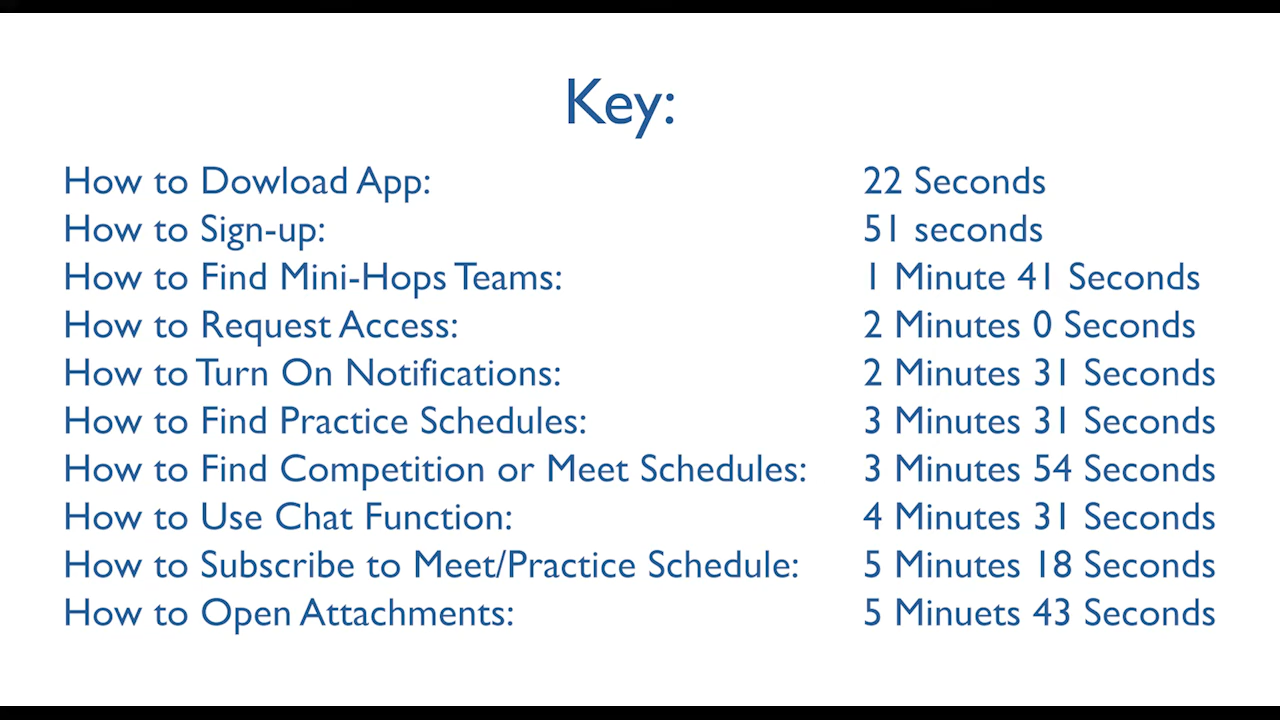 Key:
How to Dowload App: 22 Seconds
How to Sign-up: 51 seconds
How to Find Mini-Hops Teams: 1 Minute 41 Seconds
How to Request Access: 2 Minutes 0 Seconds
How to Turn On Notifications: 2 Minutes 31 Seconds
How to Find Practice Schedules: 3 Minutes 31 Seconds
How to Find Competition or Meet Schedules: 3 Minutes 54 Seconds
How to Use Chat Function: 4 Minutes 31 Seconds
How to Subscribe to Meet/Practice Schedule: 5 Minutes 18 Seconds
How to Open Attachments: 5 Minuets 43 Seconds